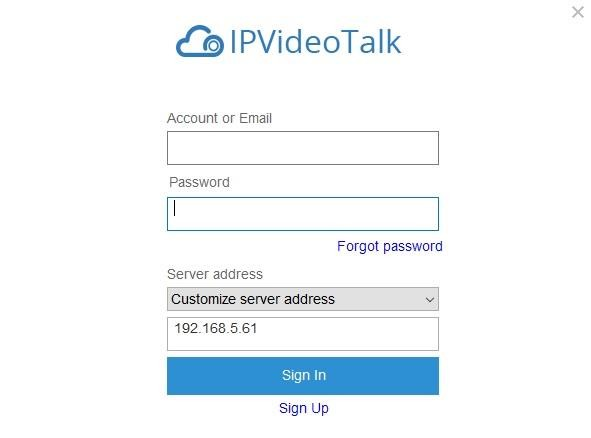 IPVideoTalk
Account or Email
Password
Forgot password
Server address
Customize server address
192.168.5.61
Sign In
Sign Up